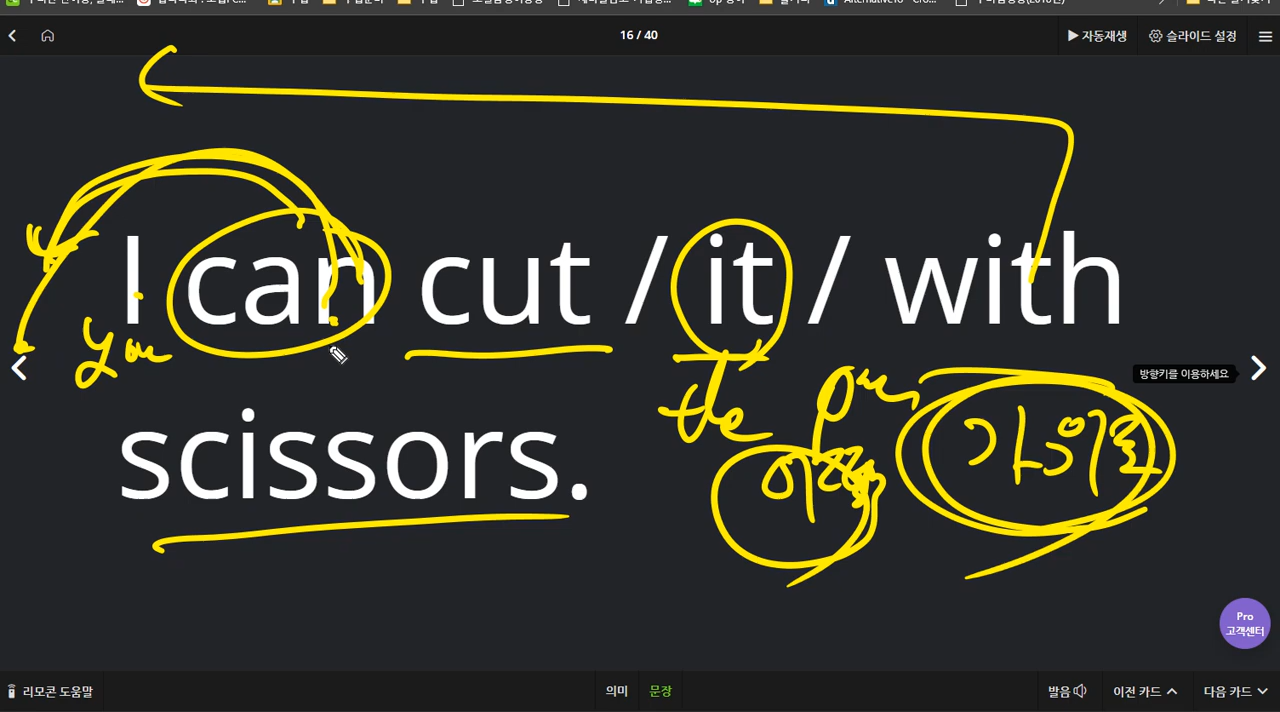 16 / 40
자동재생
슬라이드 설정
I can cut / it / with
You
방향키를 이용하세요
the
가위로
scissors.
Pro
고객센터
리모콘 도움말
의미
문장
발음
이전 카드
다음 카드